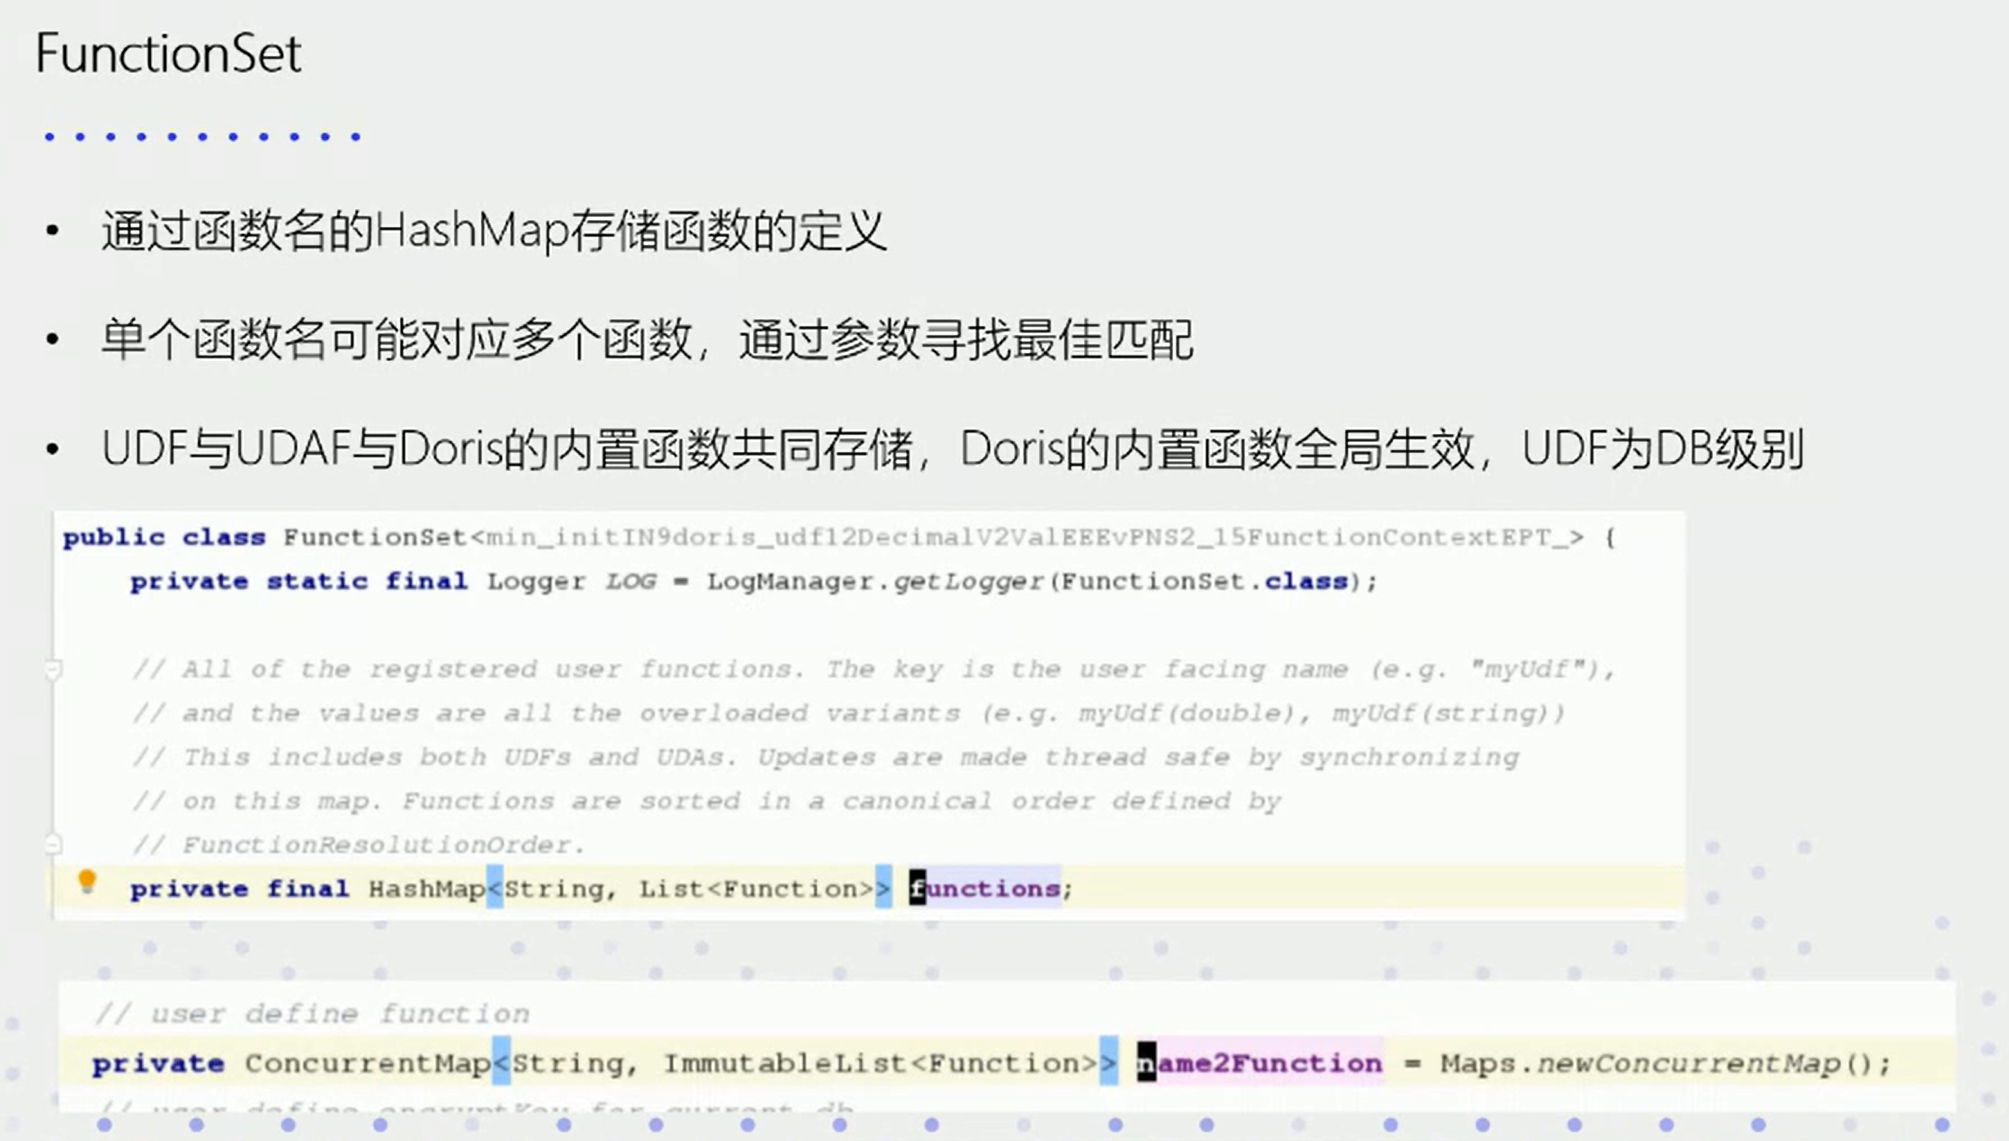 FunctionSet
• 通过函数名的HashMap存储函数的定义
• 单个函数名可能对应多个函数，通过参数寻找最佳匹配
• UDF与UDAF与Doris的内置函数共同存储，Doris的内置函数全局生效，UDF为DB级别
public class FunctionSet<min_initIN9doris_udf12DecimalV2ValEEEvPNS2_15FunctionContextEPT_> {
private static final Logger LOG = LogManager.getLogger(FunctionSet.class);
// All of the registered user functions. The key is the user facing name (e.g. "myUdf"),
// and the values are all the overloaded variants (e.g. myUdf(double), myUdf(string))
// This includes both UDFs and UDAs. Updates are made thread safe by synchronizing
// on this map. Functions are sorted in a canonical order defined by
// FunctionResolutionOrder.
private final HashMap<String, List<Function>> functions;
// user define function
private ConcurrentMap<String, ImmutableList<Function>> name2Function = Maps.newConcurrentMap();
// user define encryptKey for current db